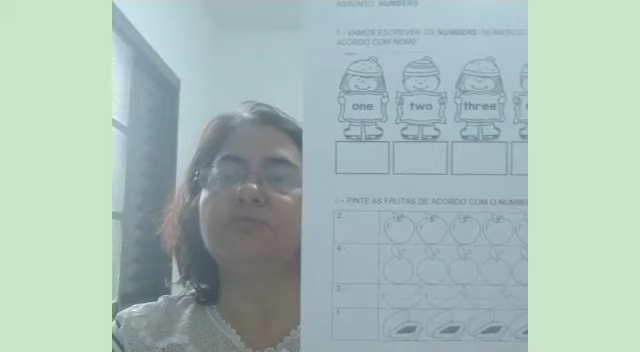 ASSUNTO: NUMBERS
1 - VAMOS ESCREVER OS NUMBERS
ACORDO COM NOME
one two three
2 - PINTE AS FRUTAS DE ACORDO COM O NUMBER
2
4 -
3 -
1